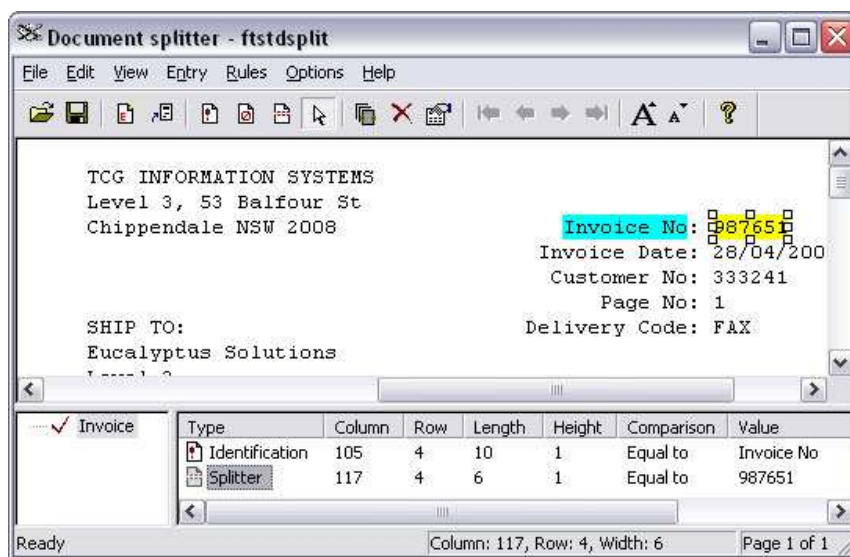 Document splitter - ftstdsplit
File Edit View Entry Rules Options Help
TCG INFORMATION SYSTEMS
Level 3, 53 Balfour St
Chippendale NSW 2008 Invoice No: 987651
Invoice Date: 28/04/200
Customer No: 333241
Page No: 1
SHIP TO: Delivery Code: FAX
Eucalyptus Solutions
Invoice Type Column Row Length Height Comparison Value
Identification 105 4 10 1 Equal to Invoice No
Splitter 117 4 6 1 Equal to 987651
Ready Column: 117, Row: 4, Width: 6 Page 1 of 1